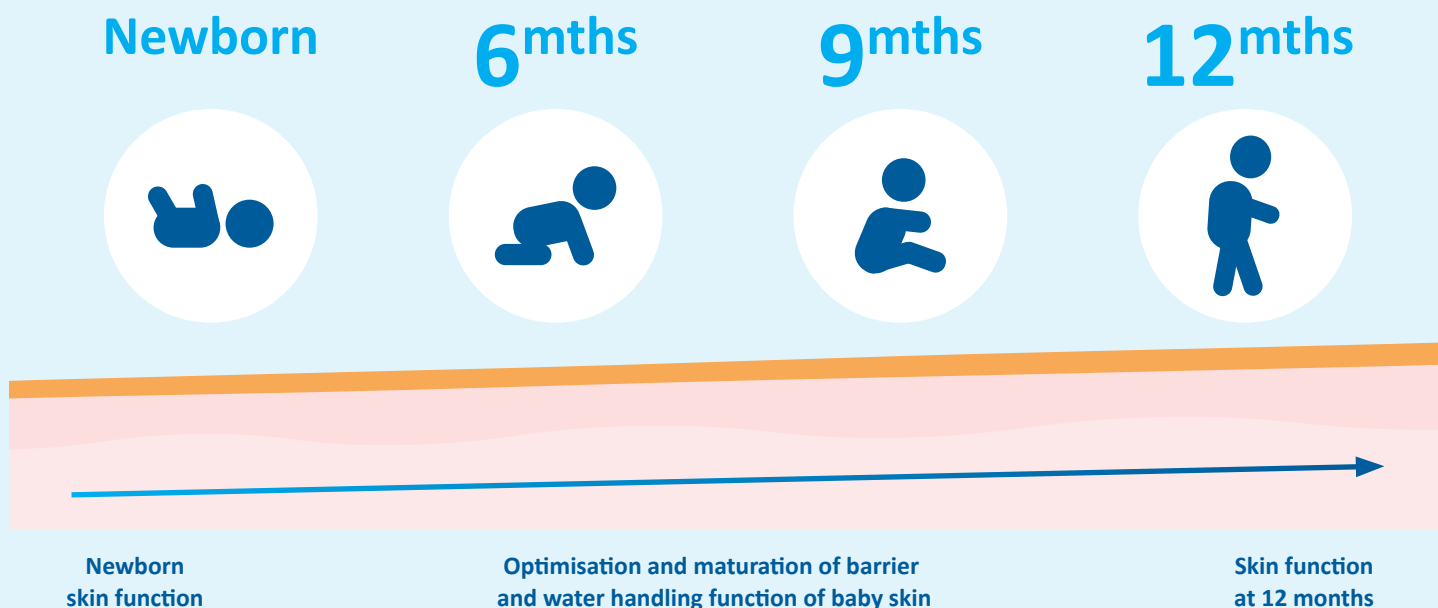 Newborn
6mths
9mths
12mths
Newborn
skin function
Optimisation and maturation of barrier
and water handling function of baby skin
Skin function
at 12 months